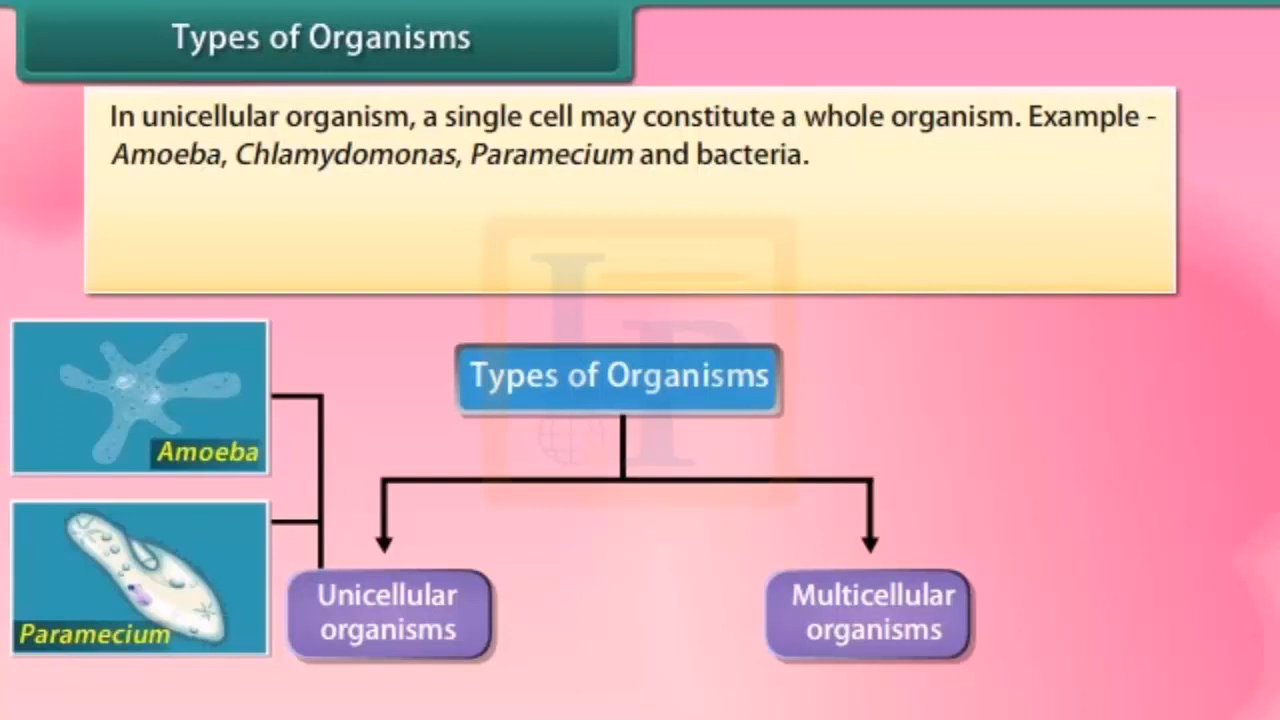 Types of Organisms
In unicellular organism, a single cell may constitute a whole organism. Example -
Amoeba, Chlamydomonas, Paramecium and bacteria.
Types of Organisms
Amoeba
Paramecium
Unicellular
organisms
Multicellular
organisms